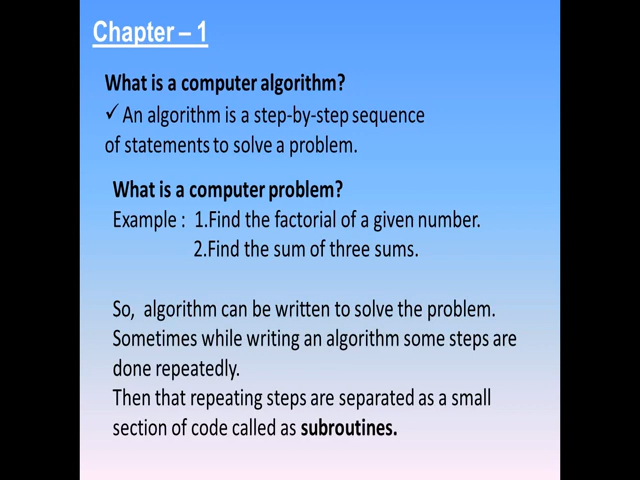 Chapter – 1
What is a computer algorithm?
✓ An algorithm is a step-by-step sequence
of statements to solve a problem.
What is a computer problem?
Example : 1.Find the factorial of a given number.
2.Find the sum of three sums.
So, algorithm can be written to solve the problem.
Sometimes while writing an algorithm some steps are
done repeatedly.
Then that repeating steps are separated as a small
section of code called as subroutines.